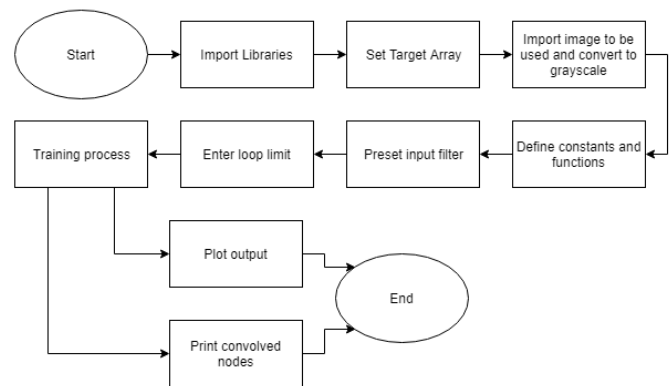 Start
Import Libraries
Set Target Array
Import image to be
used and convert to
grayscale
Training process
Enter loop limit
Preset input filter
Define constants and
functions
Plot output
End
Print convolved
nodes